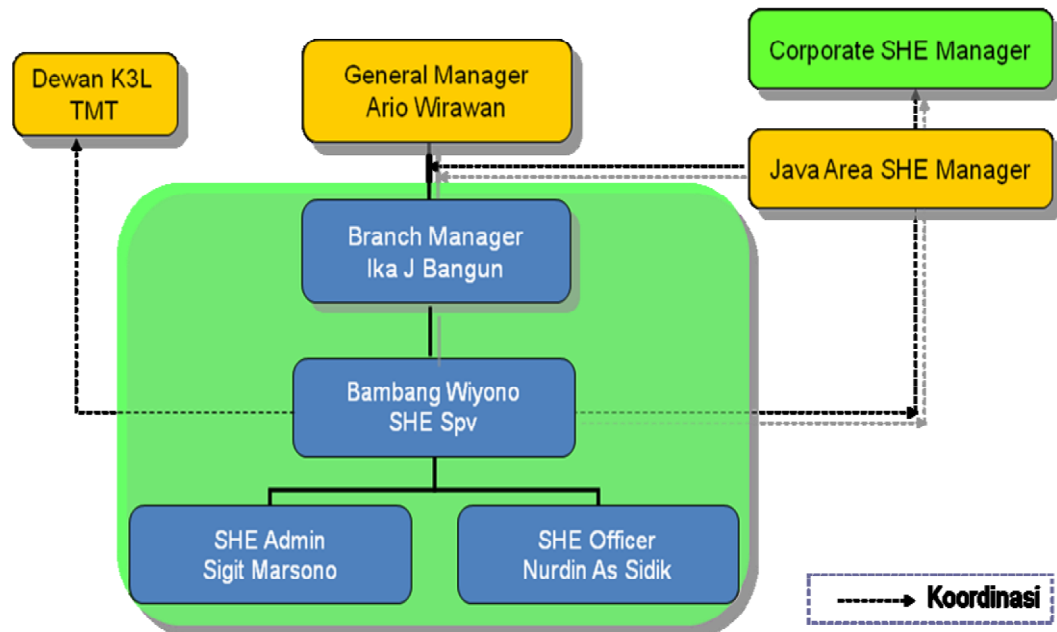 Dewan K3L
TMT
General Manager
Ario Wirawan
Corporate SHE Manager
Java Area SHE Manager
Branch Manager
Ika J Bangun
Bambang Wiyono
SHE Spv
SHE Admin
Sigit Marsono
SHE Officer
Nurdin As Sidik
Koordinasi